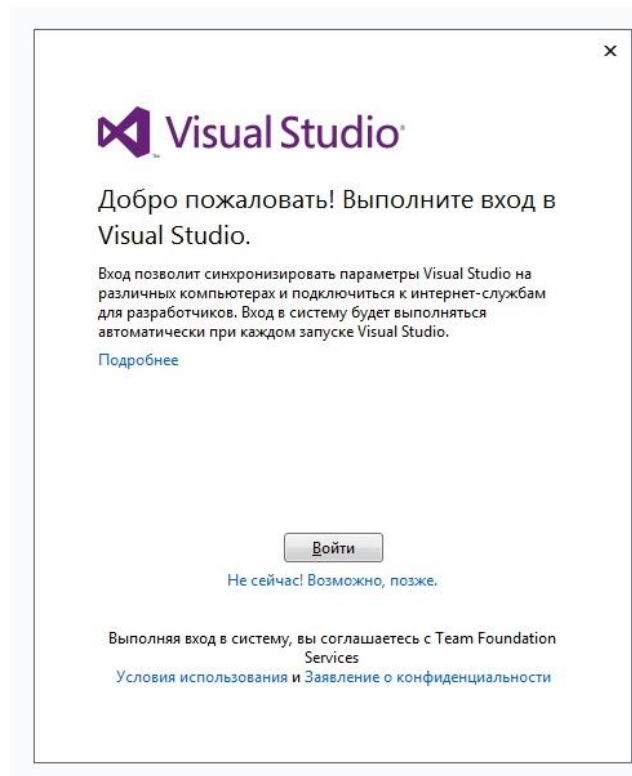 Visual Studio
Добро пожаловать! Выполните вход в
Visual Studio.
Вход позволит синхронизировать параметры Visual Studio на
различных компьютерах и подключиться к интернет-службам
для разработчиков. Вход в систему будет выполняться
автоматически при каждом запуске Visual Studio.
Подробнее
Войти
Не сейчас! Возможно, позже.
Выполняя вход в систему, вы соглашаетесь с Team Foundation
Services
Условия использования и Заявление о конфиденциальности